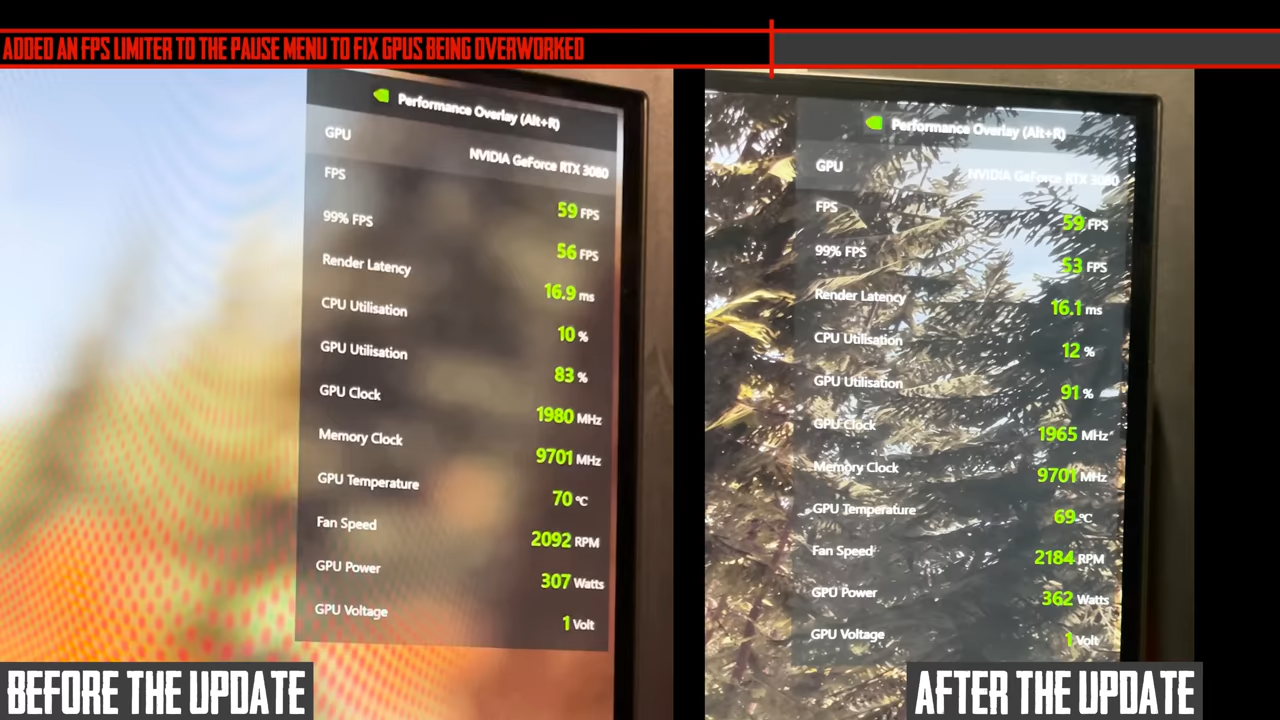 ADDED AN FPS LIMITER TO THE PAUSE MENU TO FIX GPUS BEING OVERWORKED
Performance Overlay (Alt+R)
GPU NVIDIA GeForce RTX 3080
FPS 59 FPS
99% FPS 56 FPS
Render Latency 16.9 ms
CPU Utilisation 10 %
GPU Utilisation 83 %
GPU Clock 1980 MHz
Memory Clock 9701 MHz
GPU Temperature 70 °C
Fan Speed 2092 RPM
GPU Power 307 Watts
GPU Voltage 1 Volt
BEFORE THE UPDATE
Performance Overlay (Alt+R)
GPU NVIDIA GeForce RTX 3080
FPS 59 FPS
99% FPS 53 FPS
Render Latency 16.1 ms
CPU Utilisation 12 %
GPU Utilisation 91 %
GPU Clock 1965 MHz
Memory Clock 9701 MHz
GPU Temperature 69 °C
Fan Speed 2184 RPM
GPU Power 362 Watts
GPU Voltage 1 Volt
AFTER THE UPDATE